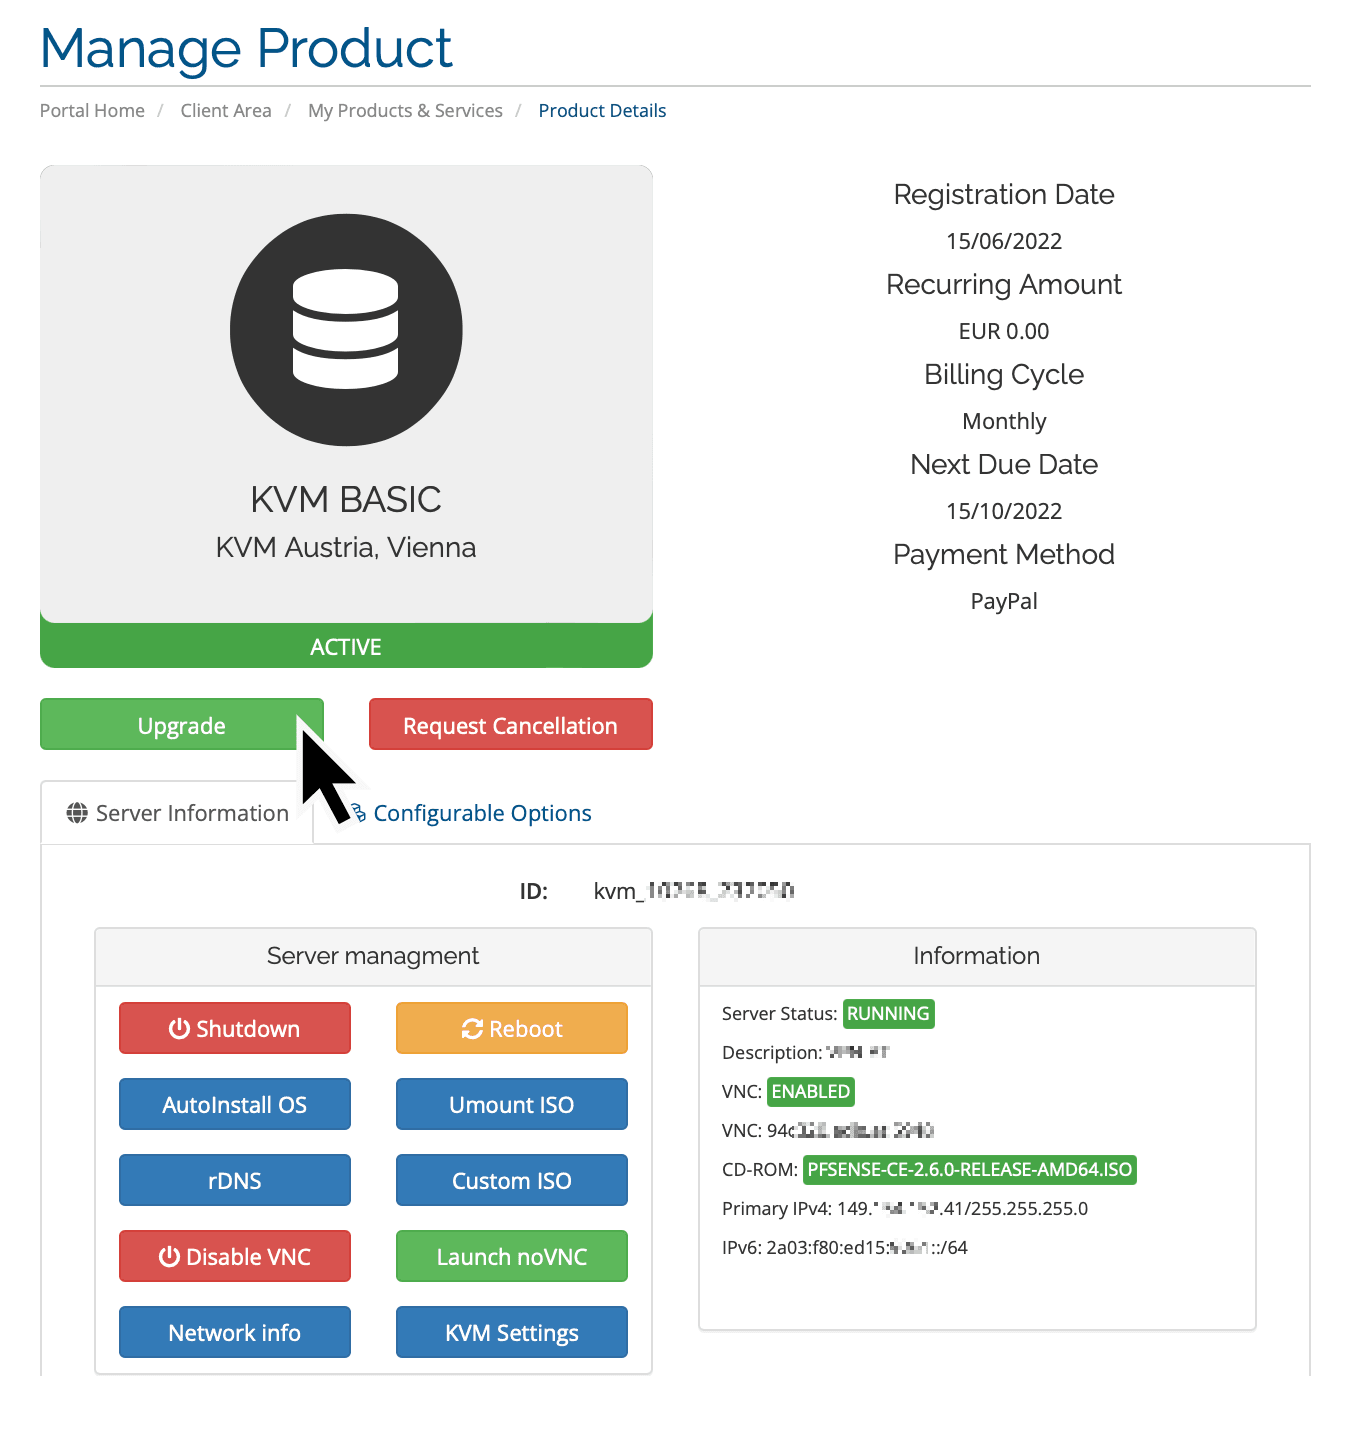 Manage Product
Portal Home / Client Area / My Products & Services / Product Details
KVM BASIC
KVM Austria, Vienna
ACTIVE
Upgrade
Request Cancellation
Registration Date
15/06/2022
Recurring Amount
EUR 0.00
Billing Cycle
Monthly
Next Due Date
15/10/2022
Payment Method
PayPal
Server Information
Configurable Options
ID: kvm_
Server managment
Shutdown
Reboot
AutoInstall OS
Umount ISO
rDNS
Custom ISO
Disable VNC
Launch noVNC
Network info
KVM Settings
Information
Server Status: RUNNING
Description:
VNC: ENABLED
VNC: 94
CD-ROM: PFSENSE-CE-2.6.0-RELEASE-AMD64.ISO
Primary IPv4: 149. .41/255.255.255.0
IPv6: 2a03:f80:ed15: ::/64